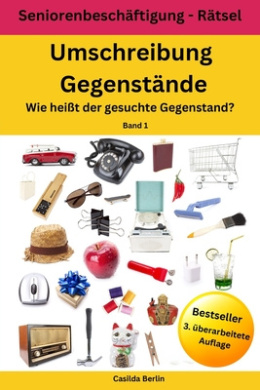 Seniorenbeschäftigung - Rätsel
Umschreibung
Gegenstände
Wie heißt der gesuchte Gegenstand?
Band 1
Bestseller
3. überarbeitete
Auflage
Casilda Berlin